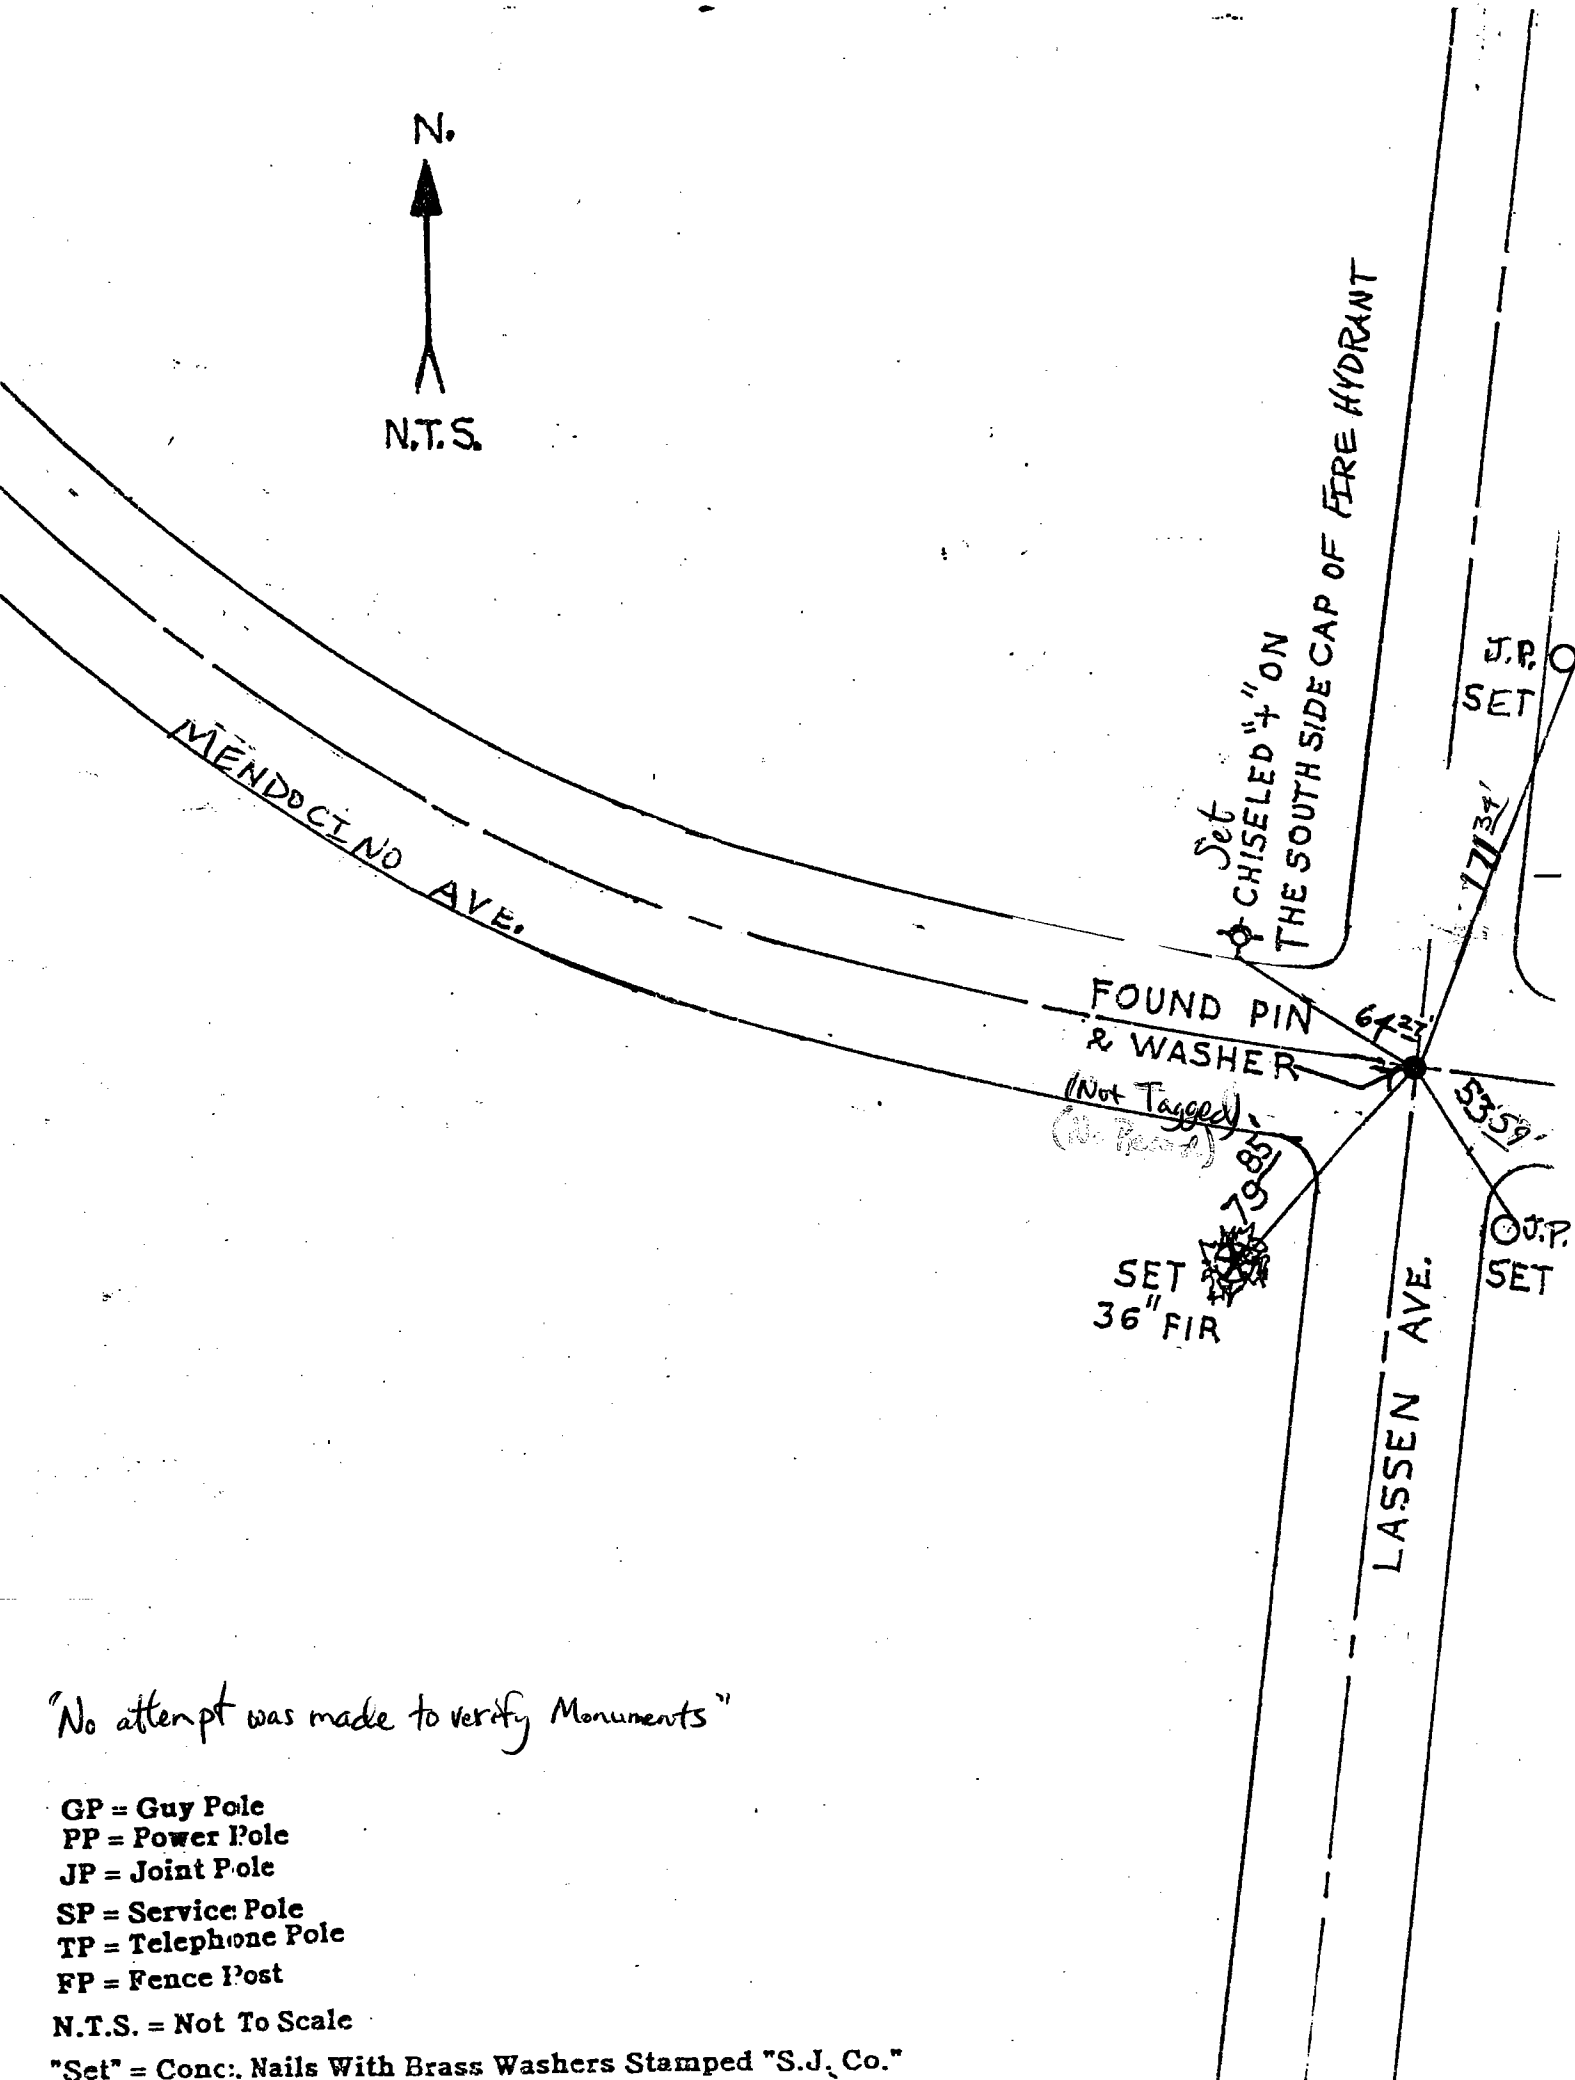 N.
N.T.S.
Set
CHISELED "+" ON
THE SOUTH SIDE CAP OF FIRE HYDRANT
J.P.
SET
171 34'
MENDOCINO AVE.
FOUND PIN
& WASHER
(Not Tagged)
64 27'
53 59'
79 85'
SET
36" FIR
J.P.
SET
LASSEN AVE.
"No attempt was made to verify Monuments"
GP = Guy Pole
PP = Power Pole
JP = Joint Pole
SP = Service Pole
TP = Telephone Pole
FP = Fence Post
N.T.S. = Not To Scale
"Set" = Conc. Nails With Brass Washers Stamped "S.J. Co."